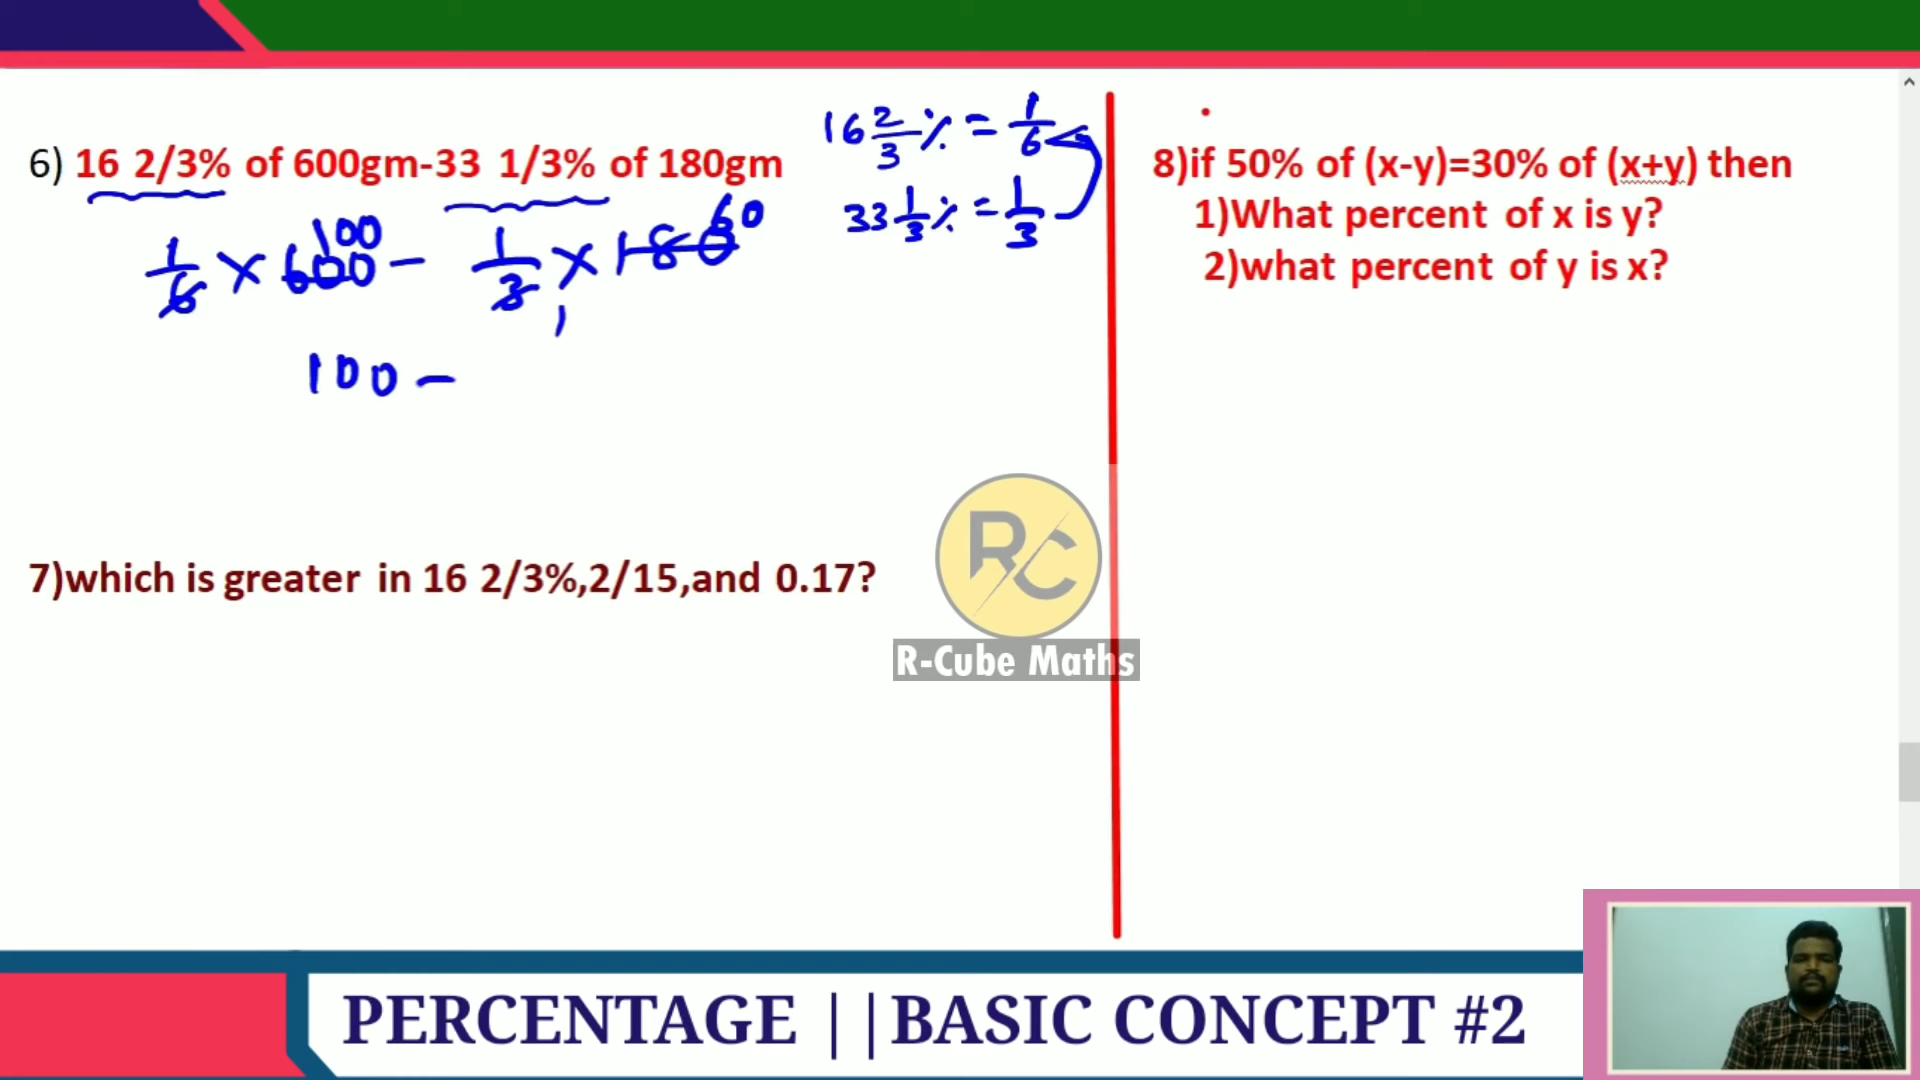 6) 16 2/3% of 600gm-33 1/3% of 180gm
16 2/3 % = 1/6
33 1/3 % = 1/3
1/6 × 600 - 1/3 × 180
100
60
1
100 -
7)which is greater in 16 2/3%,2/15,and 0.17?
8)if 50% of (x-y)=30% of (x+y) then
1)What percent of x is y?
2)what percent of y is x?
RC
R-Cube Maths
PERCENTAGE ||BASIC CONCEPT #2